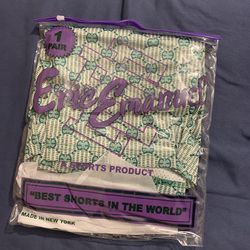 1
PAIR
Eric Emanuel
SPORTS PRODUCT
"BEST SHORTS IN THE WORLD"
MADE IN NEW YORK